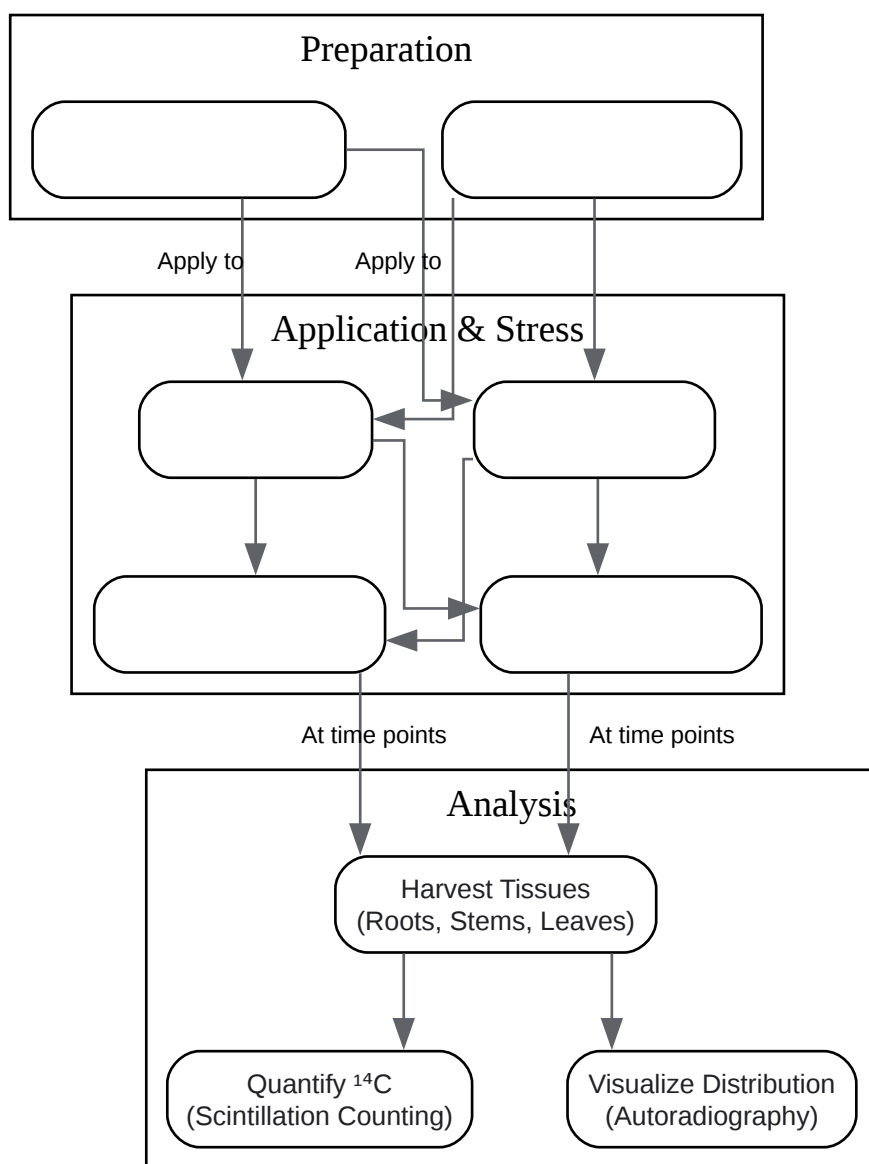 Preparation
Apply to
Apply to
Application & Stress
At time points
At time points
Analysis
Harvest Tissues
(Roots, Stems, Leaves)
Quantify ¹⁴C
(Scintillation Counting)
Visualize Distribution
(Autoradiography)